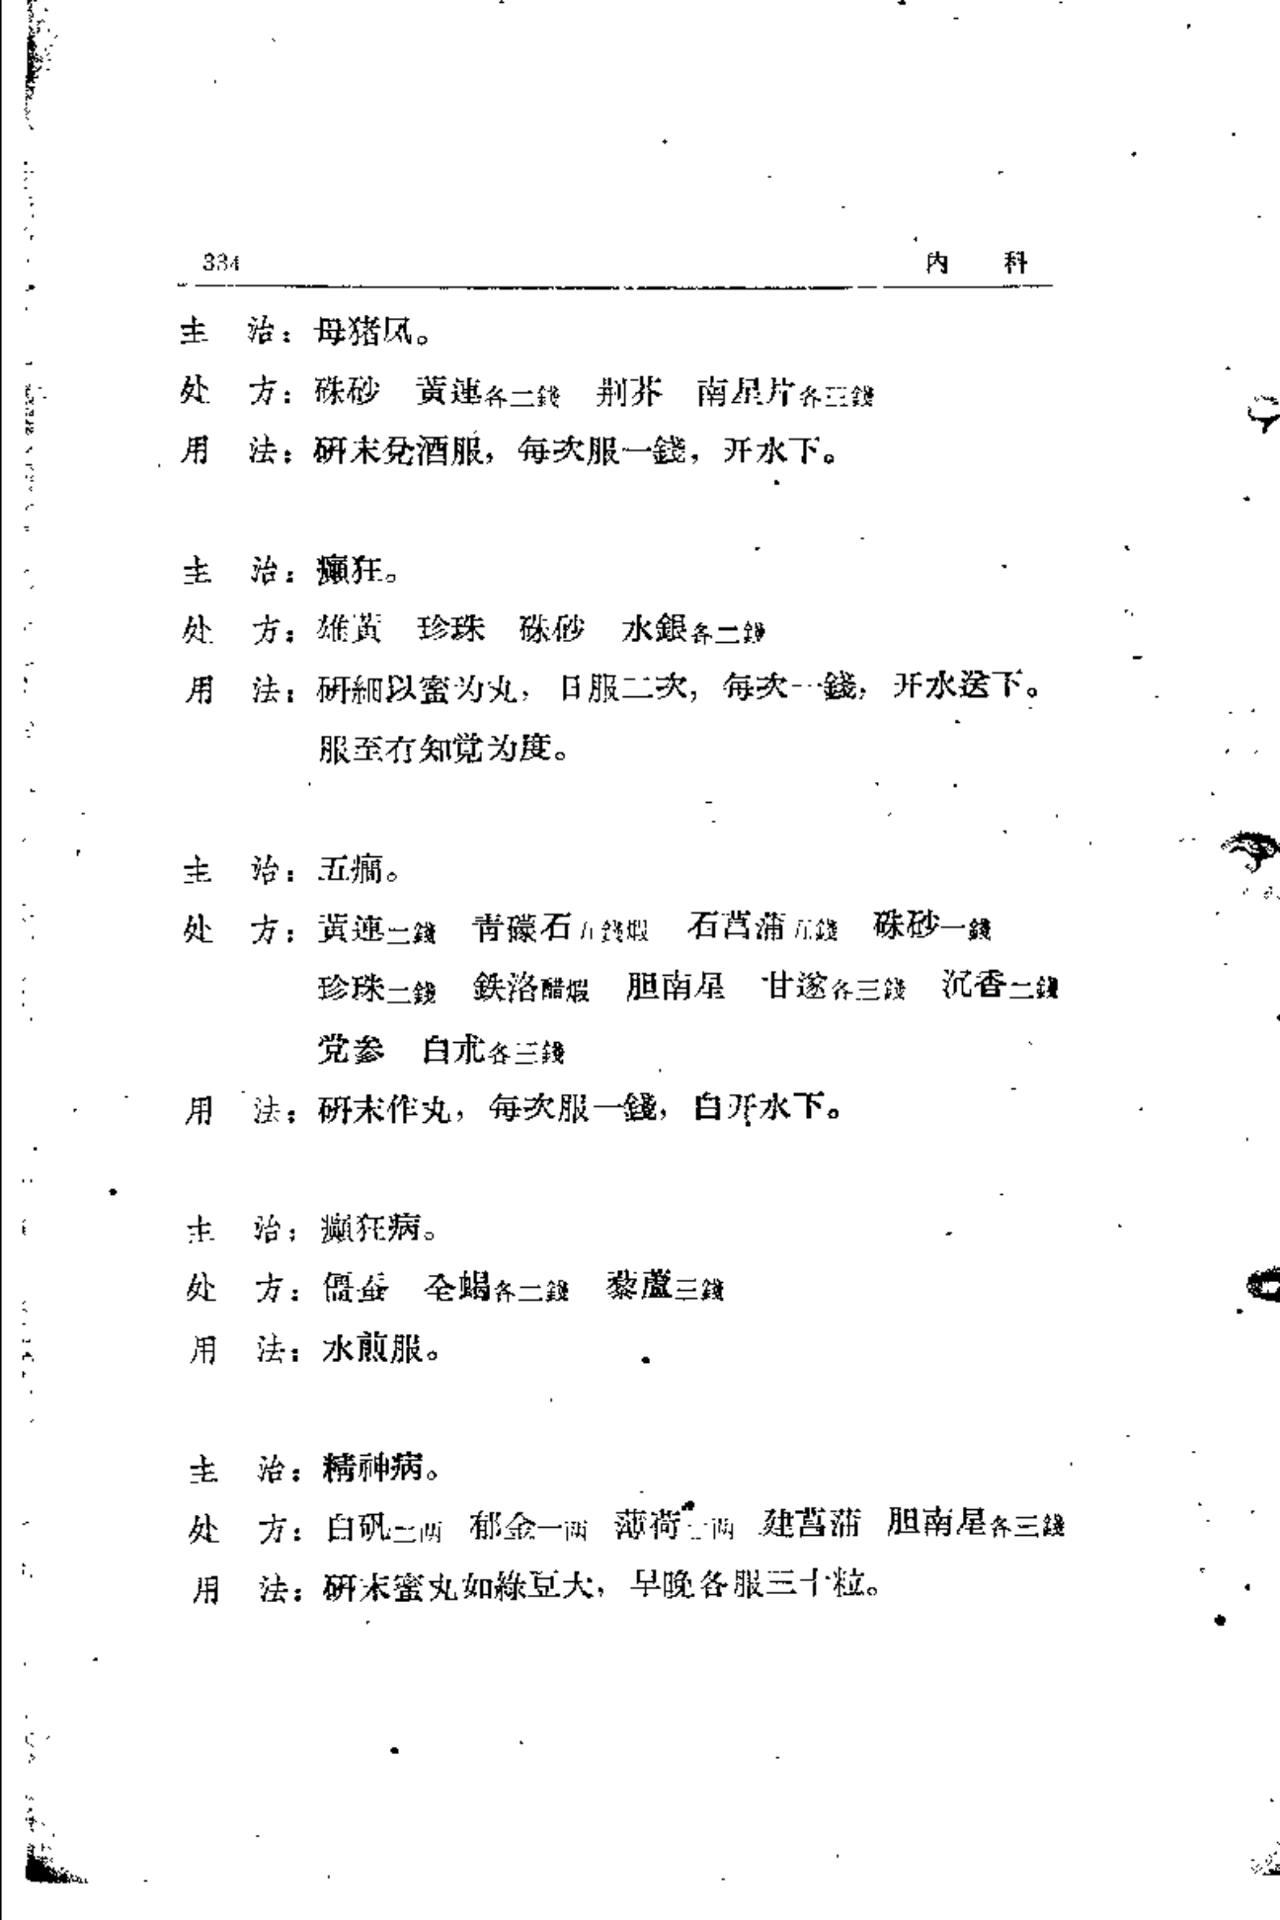 334 内 科
主 治：母猪风。
处 方：硃砂 黃連各二錢 荆芥 南星片各三錢
用 法：研末兌酒服，每次服一錢，开水下。
主 治：癲狂。
处 方：雄黃 珍珠 硃砂 水銀各二錢
用 法：研細以蜜为丸，日服二次，每次一錢，开水送下。
服至有知覚为度。
主 治：五癎。
处 方：黃連二錢 青礞石五錢煅 石菖蒲五錢 硃砂一錢
珍珠二錢 鉄洛醋煅 胆南星 甘遂各三錢 沉香二錢
党参 白朮各三錢
用 法：研末作丸，每次服一錢，白开水下。
主 治：癲狂病。
处 方：僵蚕 全蝎各二錢 藜蘆三錢
用 法：水煎服。
主 治：精神病。
处 方：白矾二两 郁金一两 薄荷 两 建菖蒲 胆南星各三錢
用 法：研末蜜丸如綠豆大，早晚各服三十粒。